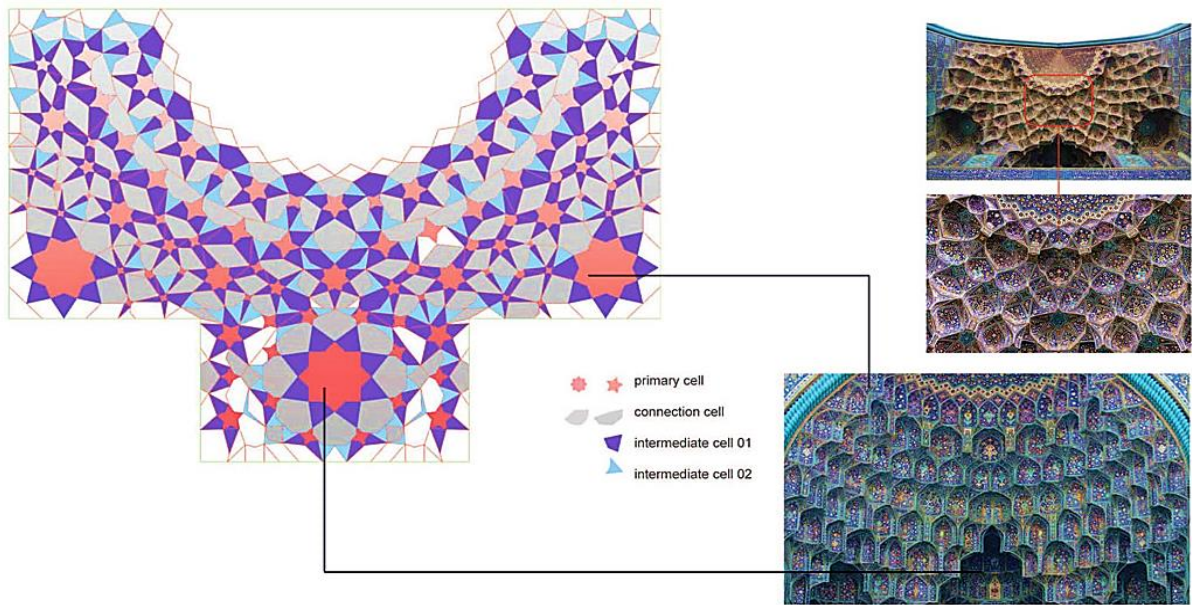 primary cell
connection cell
intermediate cell 01
intermediate cell 02